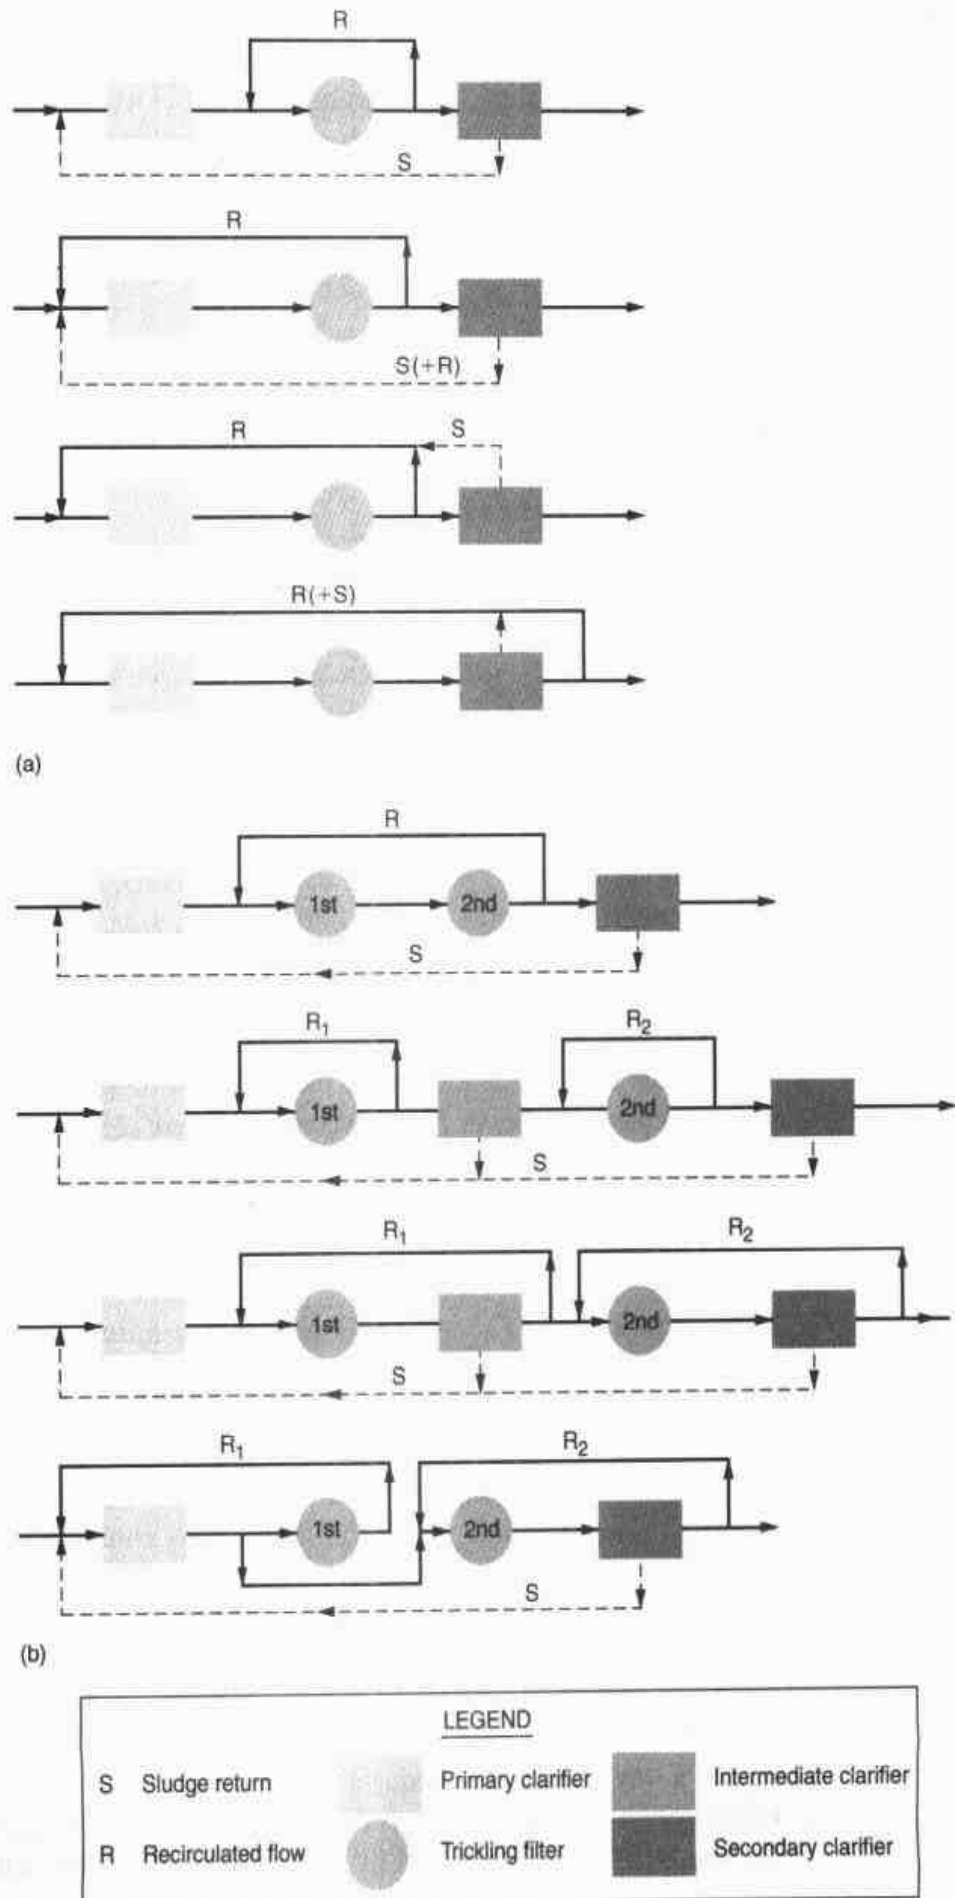 R
S
R
S(+R)
R
S
R(+S)
(a)
R
1st
2nd
S
R₁
R₂
1st
2nd
S
R₁
R₂
1st
2nd
S
R₁
R₂
1st
2nd
S
(b)
LEGEND
S Sludge return
Primary clarifier
Intermediate clarifier
R Recirculated flow
Trickling filter
Secondary clarifier